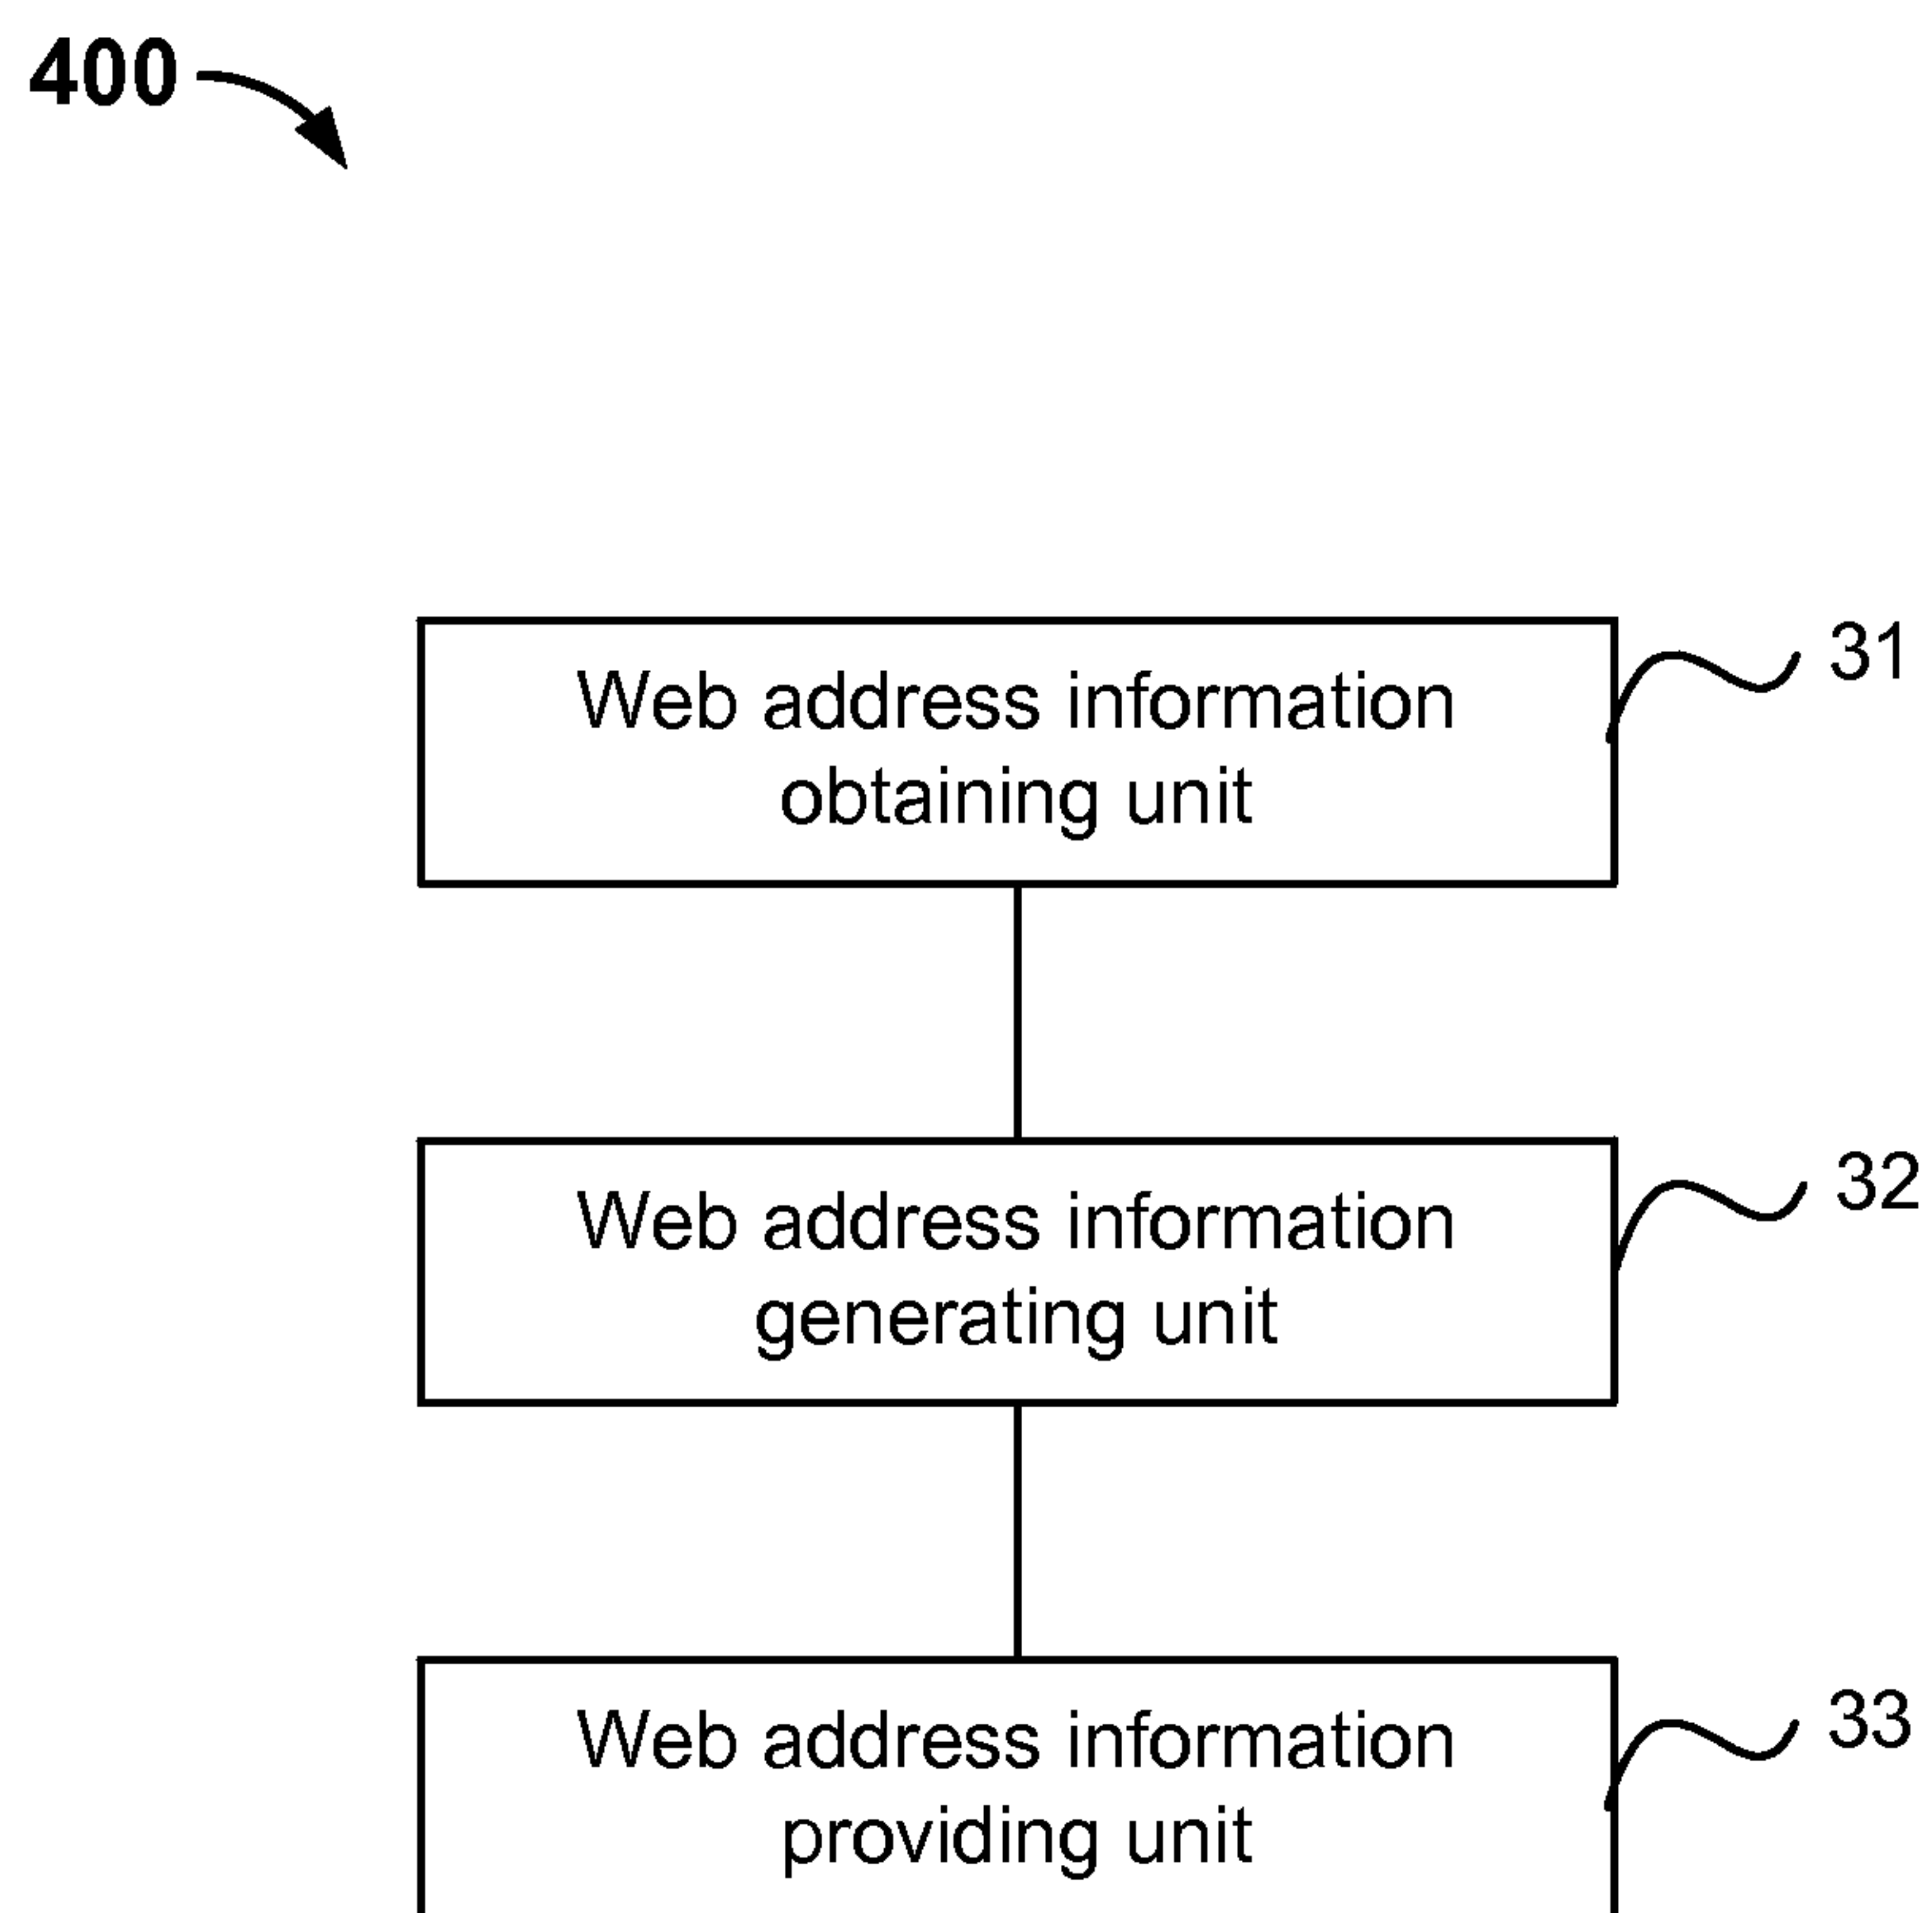 400
Web address information
obtaining unit
31
Web address information
generating unit
32
Web address information
providing unit
33